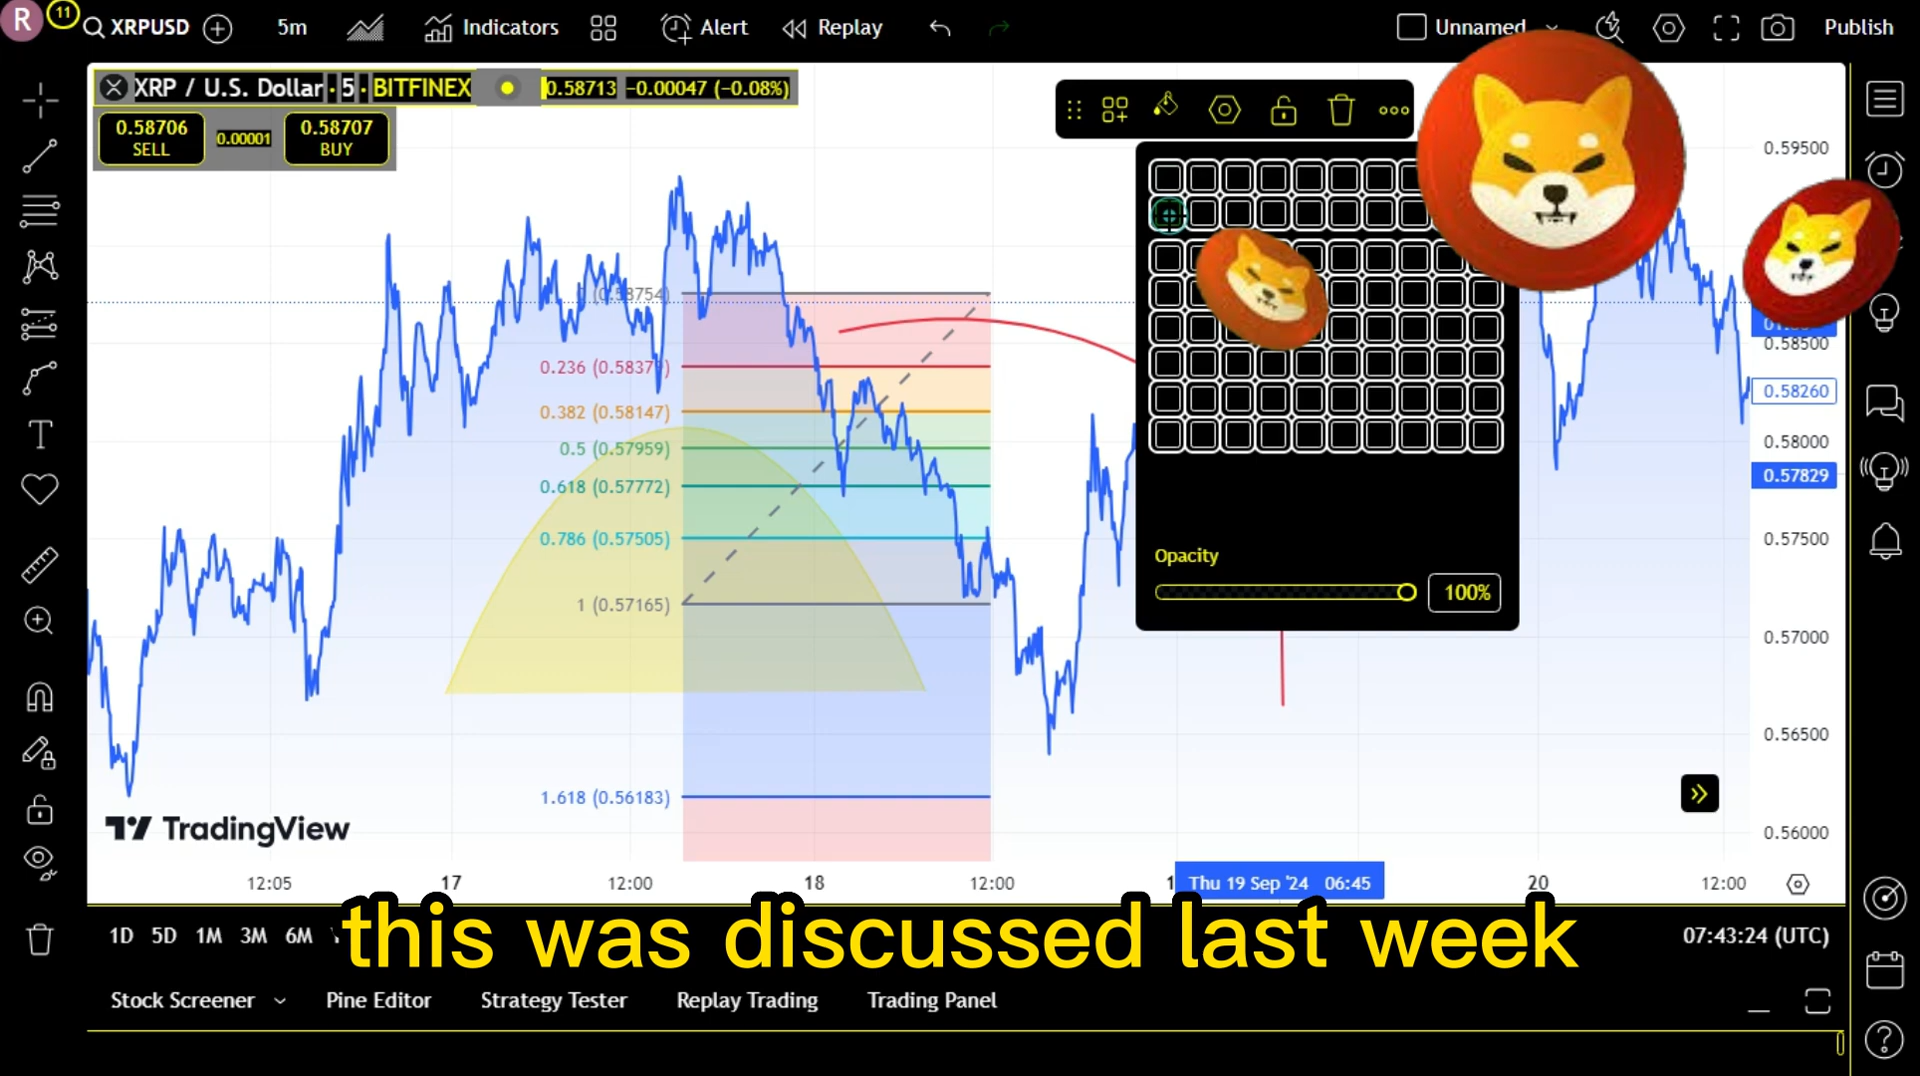 R 11 XRPUSD 5m Indicators Alert Replay Unnamed Publish
XRP / U.S. Dollar · 5 · BITFINEX 0.58713 −0.00047 (−0.08%)
0.58706 SELL 0.00001 0.58707 BUY
0.59500
0 (0.58754)
0.58500
0.236 (0.58379)
0.58260
0.382 (0.58147)
0.58000
0.5 (0.57959)
0.57829
0.618 (0.57772)
0.786 (0.57505)
0.57500
Opacity
100%
1 (0.57165)
0.57000
0.56500
1.618 (0.56183)
TradingView
0.56000
12:05 17 12:00 18 12:00 Thu 19 Sep '24 06:45 20 12:00
1D 5D 1M 3M 6M 07:43:24 (UTC)
this was discussed last week
Stock Screener Pine Editor Strategy Tester Replay Trading Trading Panel